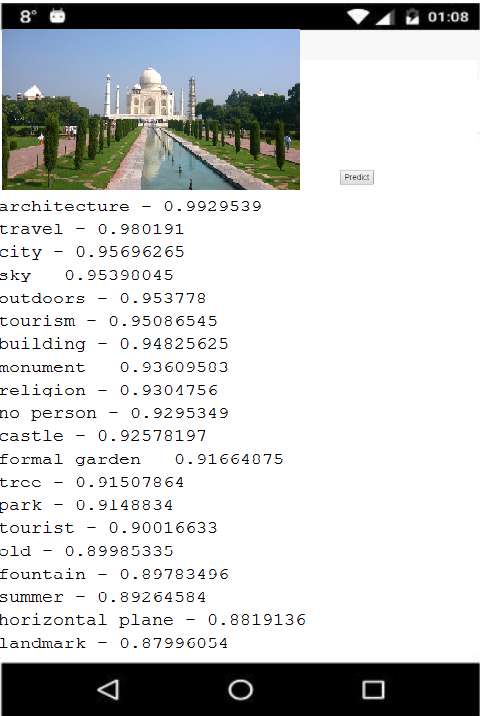 8° 01:08
Predict
architecture - 0.9929539
travel - 0.980191
city - 0.95696265
sky 0.95398045
outdoors - 0.953778
tourism - 0.95086545
building - 0.94825625
monument 0.93609583
religion - 0.9304756
no person - 0.9295349
castle - 0.92578197
formal garden 0.91664875
tree - 0.91507864
park - 0.9148834
tourist - 0.90016633
old - 0.89985335
fountain - 0.89783496
summer - 0.89264584
horizontal plane - 0.8819136
landmark - 0.87996054